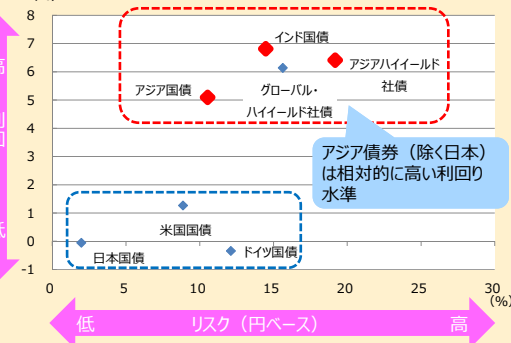 8
7
6
5
4
3
2
1
0
-1
高
低
インド国債
アジアハイイールド
社債
アジア国債
グローバル・
ハイイールド社債
アジア債券（除く日本）
は相対的に高い利回り
水準
米国国債
日本国債
ドイツ国債
0 5 10 15 20 25 30
(%)
低 リスク（円ベース） 高